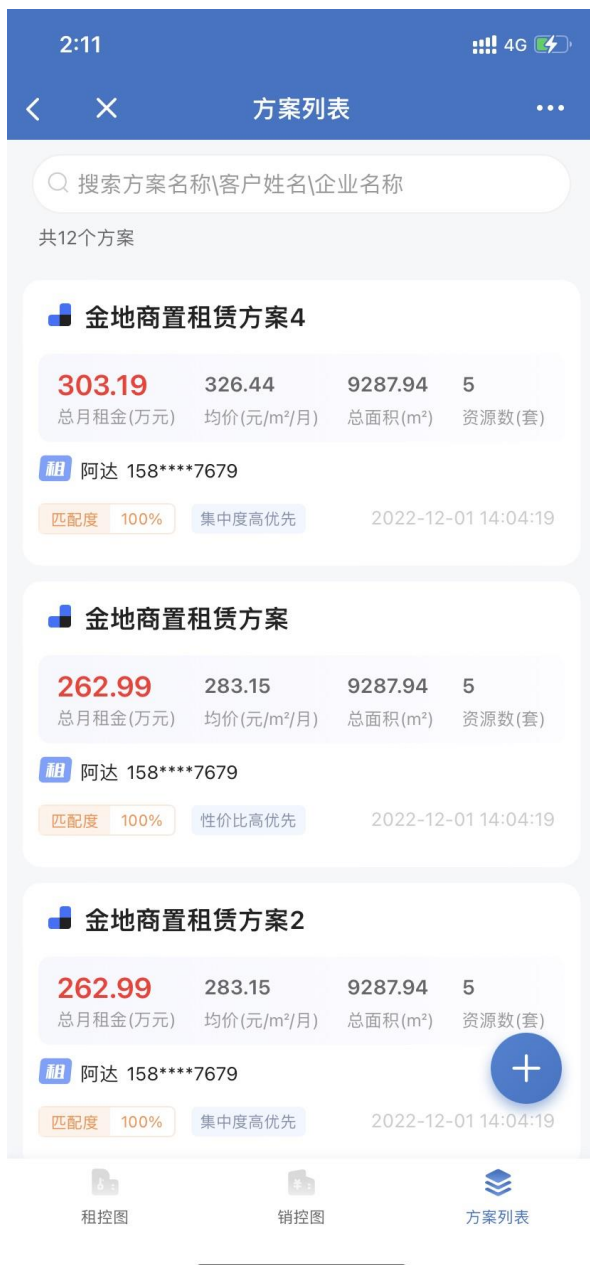 2:11 4G
方案列表
搜索方案名称\客户姓名\企业名称
共12个方案
金地商置租赁方案4
303.19 326.44 9287.94 5
总月租金(万元) 均价(元/m²/月) 总面积(m²) 资源数(套)
租 阿达 158****7679
匹配度 100% 集中度高优先 2022-12-01 14:04:19
金地商置租赁方案
262.99 283.15 9287.94 5
总月租金(万元) 均价(元/m²/月) 总面积(m²) 资源数(套)
租 阿达 158****7679
匹配度 100% 性价比高优先 2022-12-01 14:04:19
金地商置租赁方案2
262.99 283.15 9287.94 5
总月租金(万元) 均价(元/m²/月) 总面积(m²) 资源数(套)
租 阿达 158****7679
匹配度 100% 集中度高优先 2022-12-01 14:04:19
租控图 销控图 方案列表